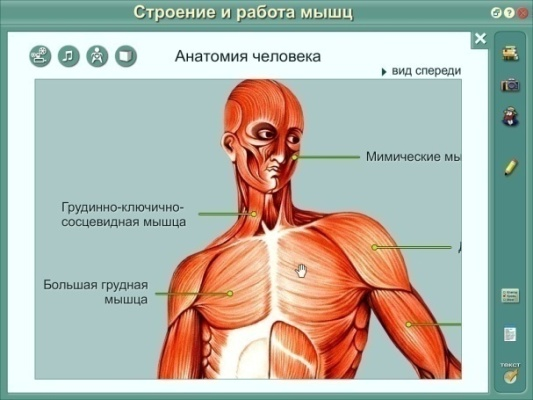 Строение и работа мышц
Анатомия человека
вид спереди
Мимические мы
Грудинно-ключично-
сосцевидная мышца
Большая грудная
мышца
текст